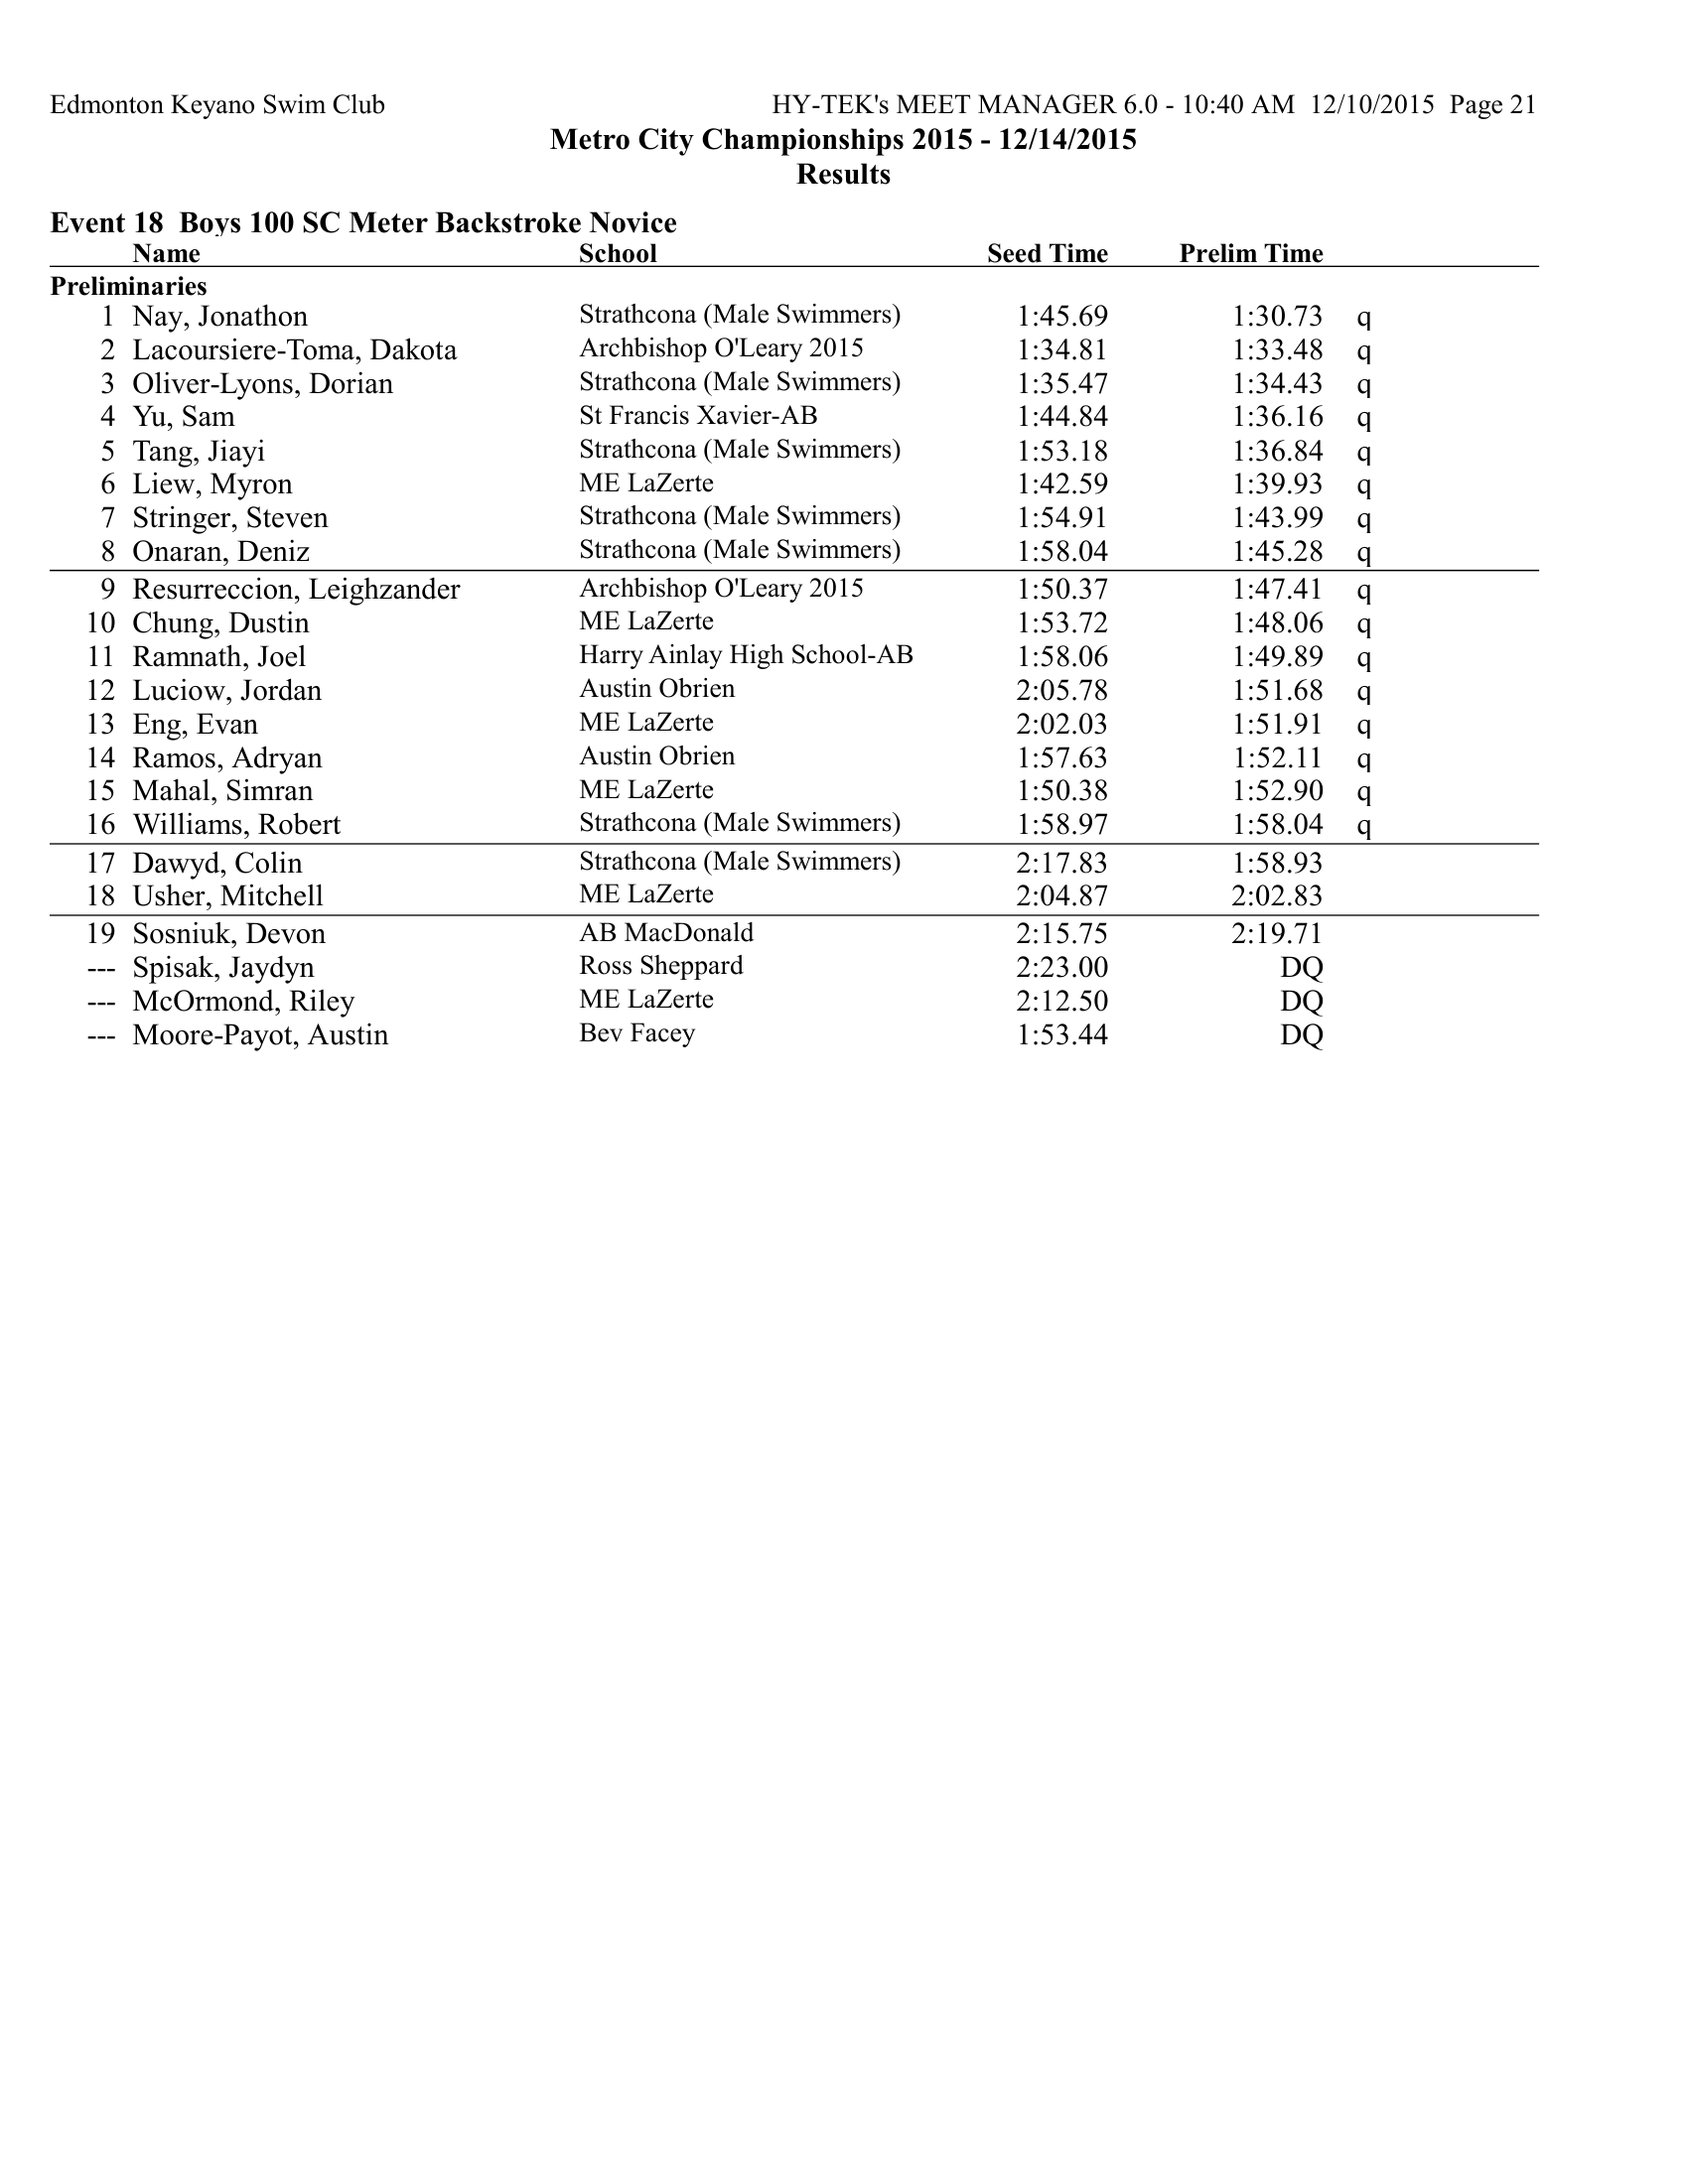 Edmonton Keyano Swim Club HY-TEK's MEET MANAGER 6.0 - 10:40 AM 12/10/2015 Page 21
Metro City Championships 2015 - 12/14/2015
Results
Event 18 Boys 100 SC Meter Backstroke Novice
Name School Seed Time Prelim Time
Preliminaries
1 Nay, Jonathon Strathcona (Male Swimmers) 1:45.69 1:30.73 q
2 Lacoursiere-Toma, Dakota Archbishop O'Leary 2015 1:34.81 1:33.48 q
3 Oliver-Lyons, Dorian Strathcona (Male Swimmers) 1:35.47 1:34.43 q
4 Yu, Sam St Francis Xavier-AB 1:44.84 1:36.16 q
5 Tang, Jiayi Strathcona (Male Swimmers) 1:53.18 1:36.84 q
6 Liew, Myron ME LaZerte 1:42.59 1:39.93 q
7 Stringer, Steven Strathcona (Male Swimmers) 1:54.91 1:43.99 q
8 Onaran, Deniz Strathcona (Male Swimmers) 1:58.04 1:45.28 q
9 Resurreccion, Leighzander Archbishop O'Leary 2015 1:50.37 1:47.41 q
10 Chung, Dustin ME LaZerte 1:53.72 1:48.06 q
11 Ramnath, Joel Harry Ainlay High School-AB 1:58.06 1:49.89 q
12 Luciow, Jordan Austin Obrien 2:05.78 1:51.68 q
13 Eng, Evan ME LaZerte 2:02.03 1:51.91 q
14 Ramos, Adryan Austin Obrien 1:57.63 1:52.11 q
15 Mahal, Simran ME LaZerte 1:50.38 1:52.90 q
16 Williams, Robert Strathcona (Male Swimmers) 1:58.97 1:58.04 q
17 Dawyd, Colin Strathcona (Male Swimmers) 2:17.83 1:58.93
18 Usher, Mitchell ME LaZerte 2:04.87 2:02.83
19 Sosniuk, Devon AB MacDonald 2:15.75 2:19.71
--- Spisak, Jaydyn Ross Sheppard 2:23.00 DQ
--- McOrmond, Riley ME LaZerte 2:12.50 DQ
--- Moore-Payot, Austin Bev Facey 1:53.44 DQ